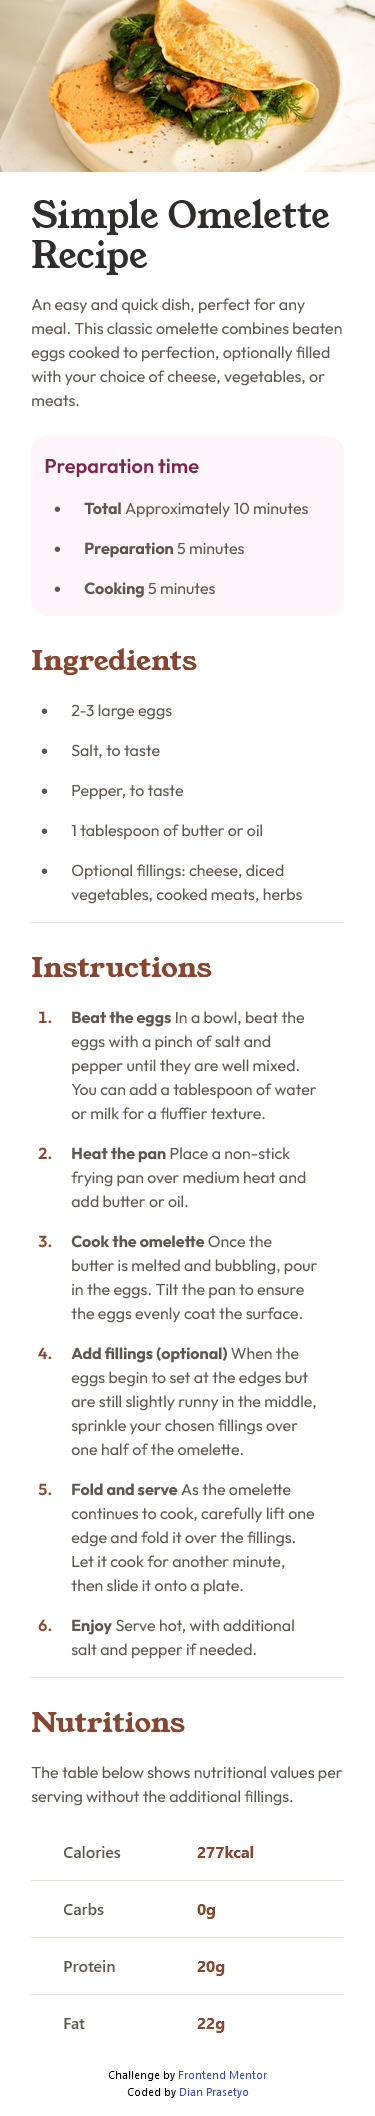 Simple Omelette
Recipe
An easy and quick dish, perfect for any
meal. This classic omelette combines beaten
eggs cooked to perfection, optionally filled
with your choice of cheese, vegetables, or
meats.
Preparation time
• Total Approximately 10 minutes
• Preparation 5 minutes
• Cooking 5 minutes
Ingredients
• 2-3 large eggs
• Salt, to taste
• Pepper, to taste
• 1 tablespoon of butter or oil
• Optional fillings: cheese, diced
vegetables, cooked meats, herbs
Instructions
1. Beat the eggs In a bowl, beat the
eggs with a pinch of salt and
pepper until they are well mixed.
You can add a tablespoon of water
or milk for a fluffier texture.
2. Heat the pan Place a non-stick
frying pan over medium heat and
add butter or oil.
3. Cook the omelette Once the
butter is melted and bubbling, pour
in the eggs. Tilt the pan to ensure
the eggs evenly coat the surface.
4. Add fillings (optional) When the
eggs begin to set at the edges but
are still slightly runny in the middle,
sprinkle your chosen fillings over
one half of the omelette.
5. Fold and serve As the omelette
continues to cook, carefully lift one
edge and fold it over the fillings.
Let it cook for another minute,
then slide it onto a plate.
6. Enjoy Serve hot, with additional
salt and pepper if needed.
Nutritions
The table below shows nutritional values per
serving without the additional fillings.
Calories 277kcal
Carbs 0g
Protein 20g
Fat 22g
Challenge by Frontend Mentor
Coded by Dian Prasetyo